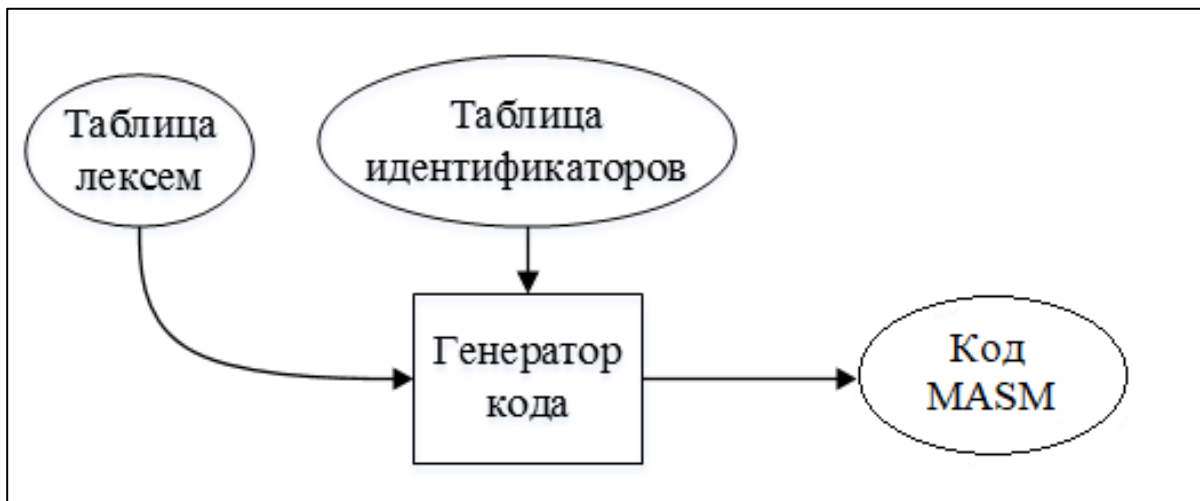 Таблица
лексем
Таблица
идентификаторов
Генератор
кода
Код
MASM